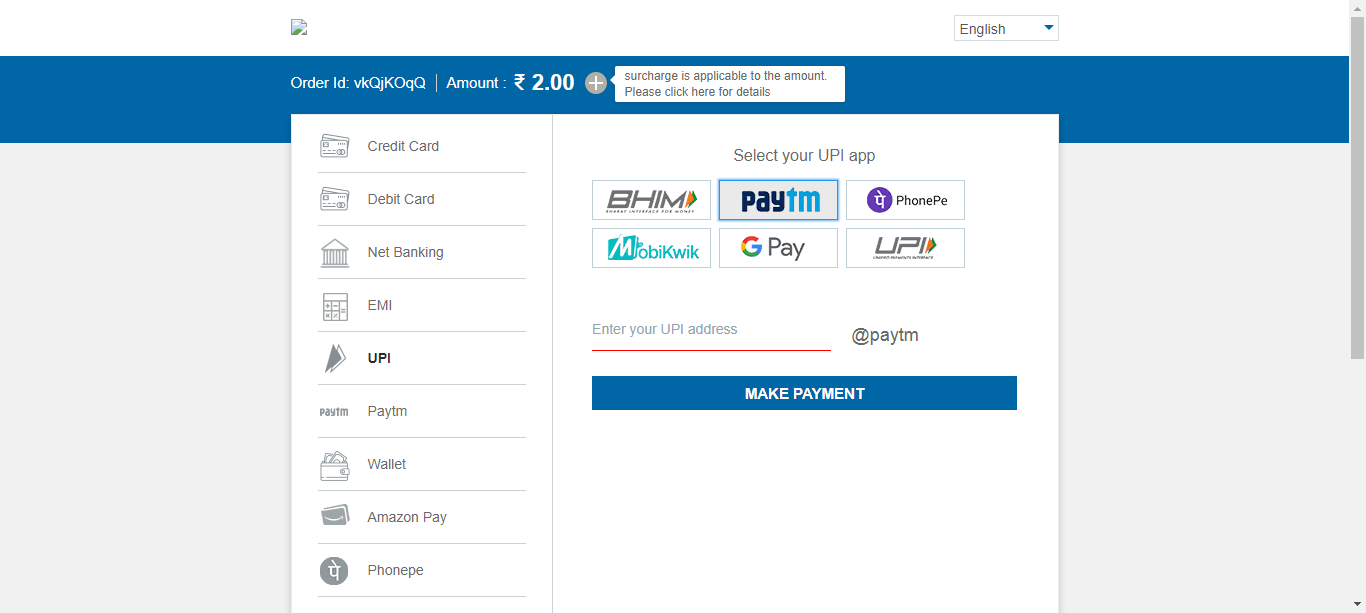 English
Order Id: vkQjKOqQ | Amount : ₹ 2.00
surcharge is applicable to the amount.
Please click here for details
Credit Card
Debit Card
Net Banking
EMI
UPI
paytm Paytm
Wallet
Amazon Pay
पे Phonepe
Select your UPI app
BHIM paytm पे PhonePe
BHARAT INTERFACE FOR MONEY
MobiKwik G Pay UPI
UNIFIED PAYMENTS INTERFACE
Enter your UPI address @paytm
MAKE PAYMENT